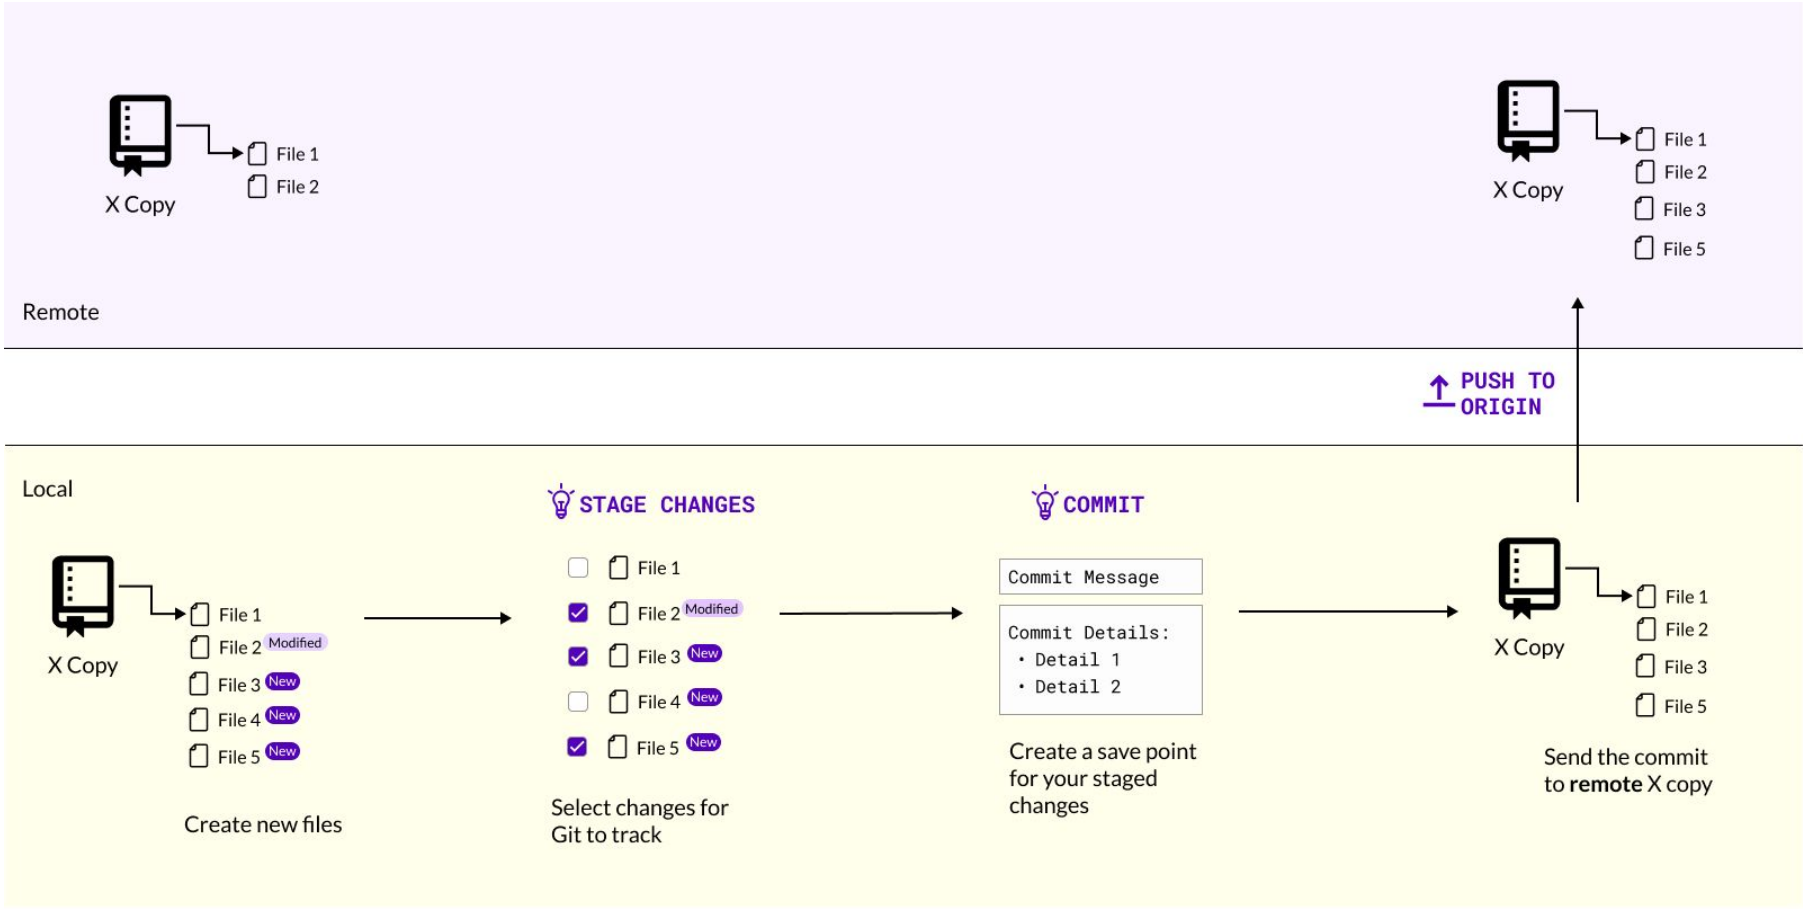 File 1
File 2
X Copy
File 1
File 2
File 3
File 5
X Copy
Remote
PUSH TO
ORIGIN
Local
STAGE CHANGES
COMMIT
File 1
File 2 Modified
File 3 New
File 4 New
File 5 New
X Copy
Create new files
File 1
File 2 Modified
File 3 New
File 4 New
File 5 New
Select changes for
Git to track
Commit Message
Commit Details:
• Detail 1
• Detail 2
Create a save point
for your staged
changes
File 1
File 2
File 3
File 5
X Copy
Send the commit
to remote X copy